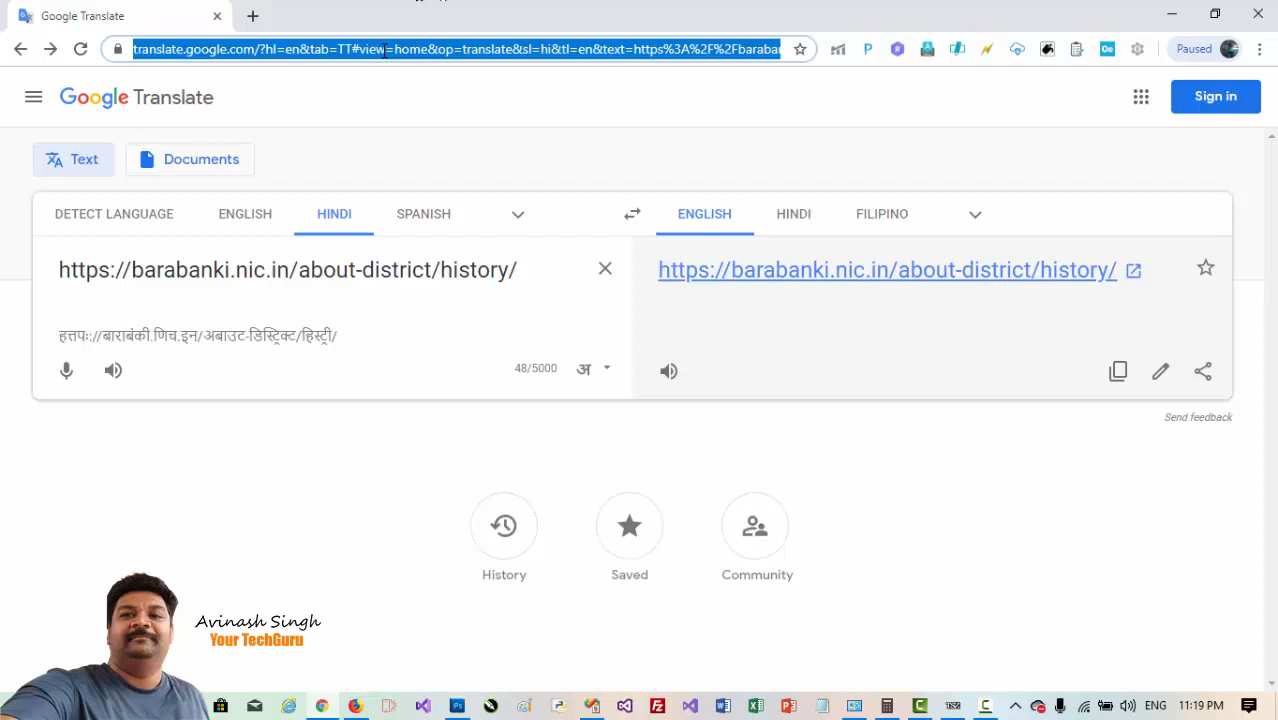 Google Translate
translate.google.com/?hl=en&tab=TT#view=home&op=translate&sl=hi&tl=en&text=https%3A%2F%2Fbaraban
Paused
Google Translate
Sign in
Text
Documents
DETECT LANGUAGE
ENGLISH
HINDI
SPANISH
ENGLISH
HINDI
FILIPINO
https://barabanki.nic.in/about-district/history/
https://barabanki.nic.in/about-district/history/
हत्तपः://बाराबंकी.णिच.इन/अबाउट-डिस्ट्रिक्ट/हिस्ट्री/
48/5000
अ
Send feedback
History
Saved
Community
Avinash Singh
Your TechGuru
ENG
11:19 PM